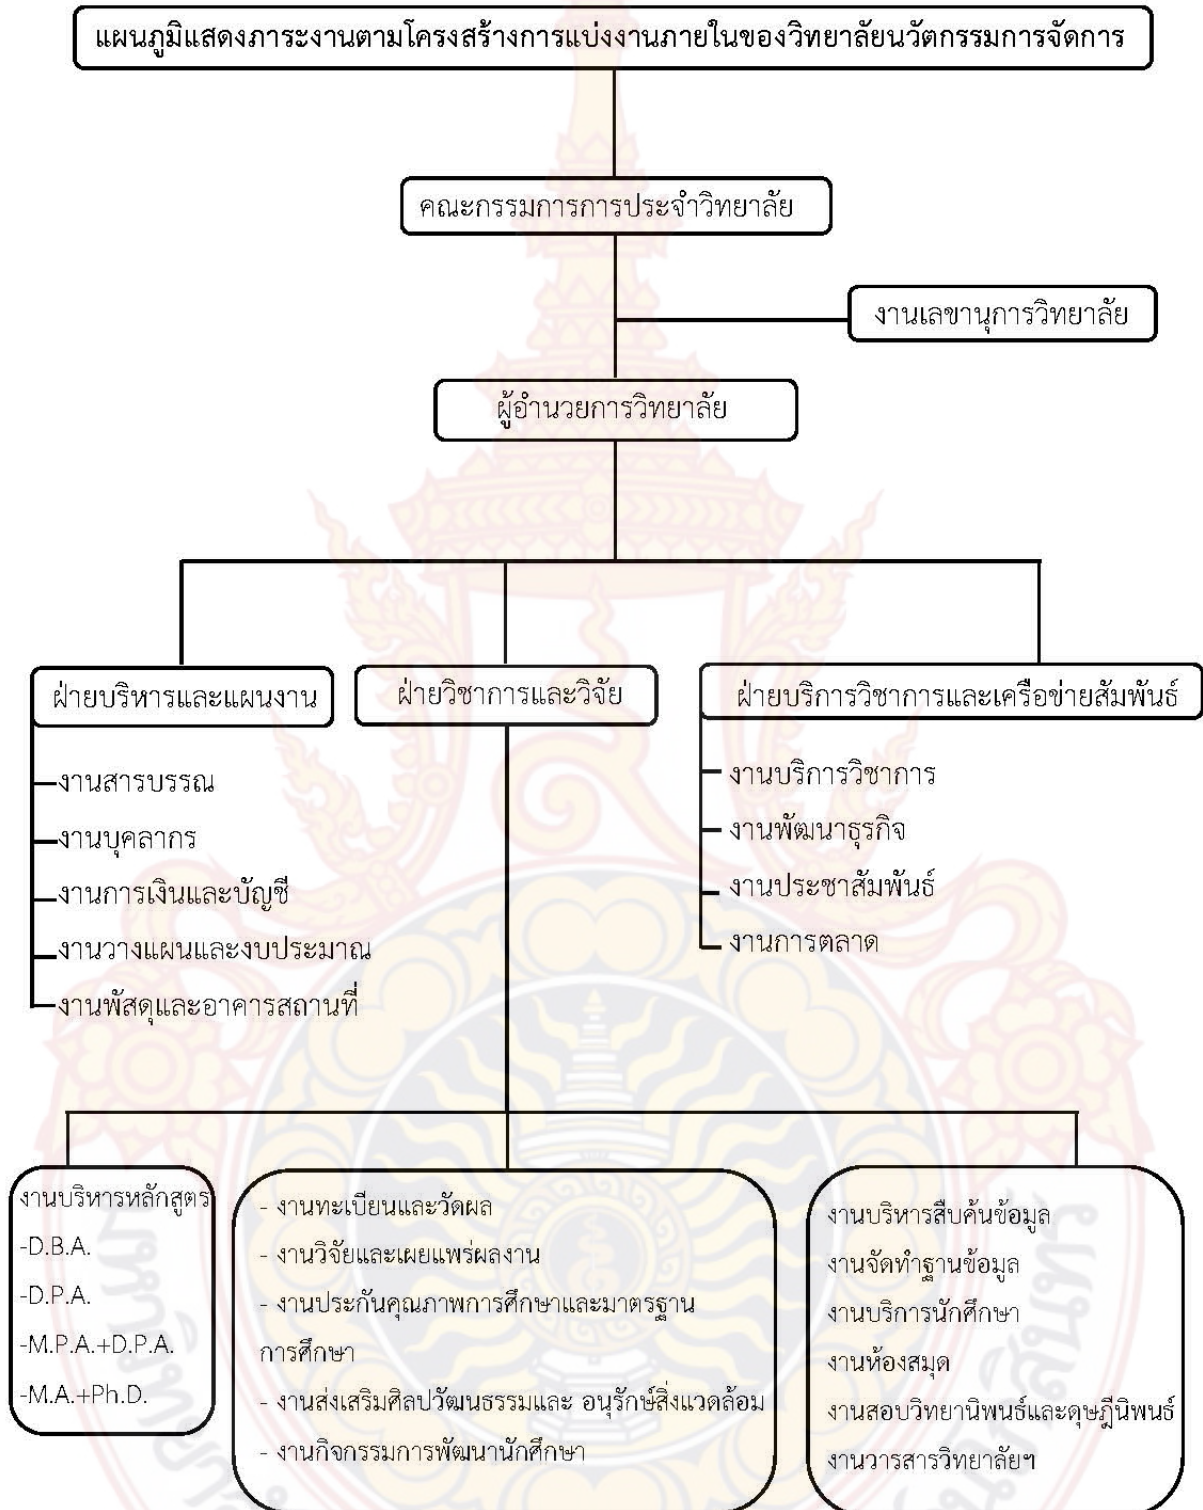 แผนภูมิแสดงภาระงานตามโครงสร้างการแบ่งงานภายในของวิทยาลัยนวัตกรรมการจัดการ
คณะกรรมการการประจำวิทยาลัย
งานเลขานุการวิทยาลัย
ผู้อำนวยการวิทยาลัย
ฝ่ายบริหารและแผนงาน
งานสารบรรณ
งานบุคลากร
งานการเงินและบัญชี
งานวางแผนและงบประมาณ
งานพัสดุและอาคารสถานที่
ฝ่ายวิชาการและวิจัย
ฝ่ายบริการวิชาการและเครือข่ายสัมพันธ์
งานบริการวิชาการ
งานพัฒนาธุรกิจ
งานประชาสัมพันธ์
งานการตลาด
งานบริหารหลักสูตร
-D.B.A.
-D.P.A.
-M.P.A.+D.P.A.
-M.A.+Ph.D.
- งานทะเบียนและวัดผล
- งานวิจัยและเผยแพร่ผลงาน
- งานประกันคุณภาพการศึกษาและมาตรฐาน
การศึกษา
- งานส่งเสริมศิลปวัฒนธรรมและ อนุรักษ์สิ่งแวดล้อม
- งานกิจกรรมการพัฒนานักศึกษา
งานบริหารสืบค้นข้อมูล
งานจัดทำฐานข้อมูล
งานบริการนักศึกษา
งานห้องสมุด
งานสอบวิทยานิพนธ์และดุษฎีนิพนธ์
งานวารสารวิทยาลัยฯ